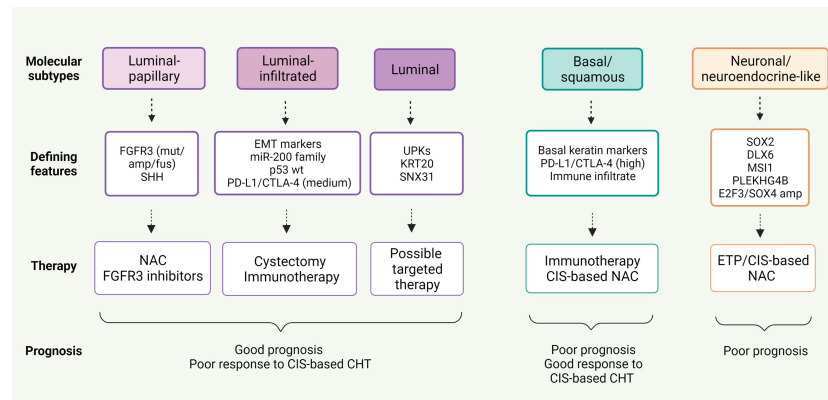 Molecular
subtypes
Luminal-
papillary
Luminal-
infiltrated
Luminal
Basal/
squamous
Neuronal/
neuroendocrine-like
Defining
features
FGFR3 (mut/
amp/fus)
SHH
EMT markers
miR-200 family
p53 wt
PD-L1/CTLA-4 (medium)
UPKs
KRT20
SNX31
Basal keratin markers
PD-L1/CTLA-4 (high)
Immune infiltrate
SOX2
DLX6
MSI1
PLEKHG4B
E2F3/SOX4 amp
Therapy
NAC
FGFR3 inhibitors
Cystectomy
Immunotherapy
Possible
targeted
therapy
Immunotherapy
CIS-based NAC
ETP/CIS-based
NAC
Prognosis
Good prognosis
Poor response to CIS-based CHT
Poor prognosis
Good response to
CIS-based CHT
Poor prognosis